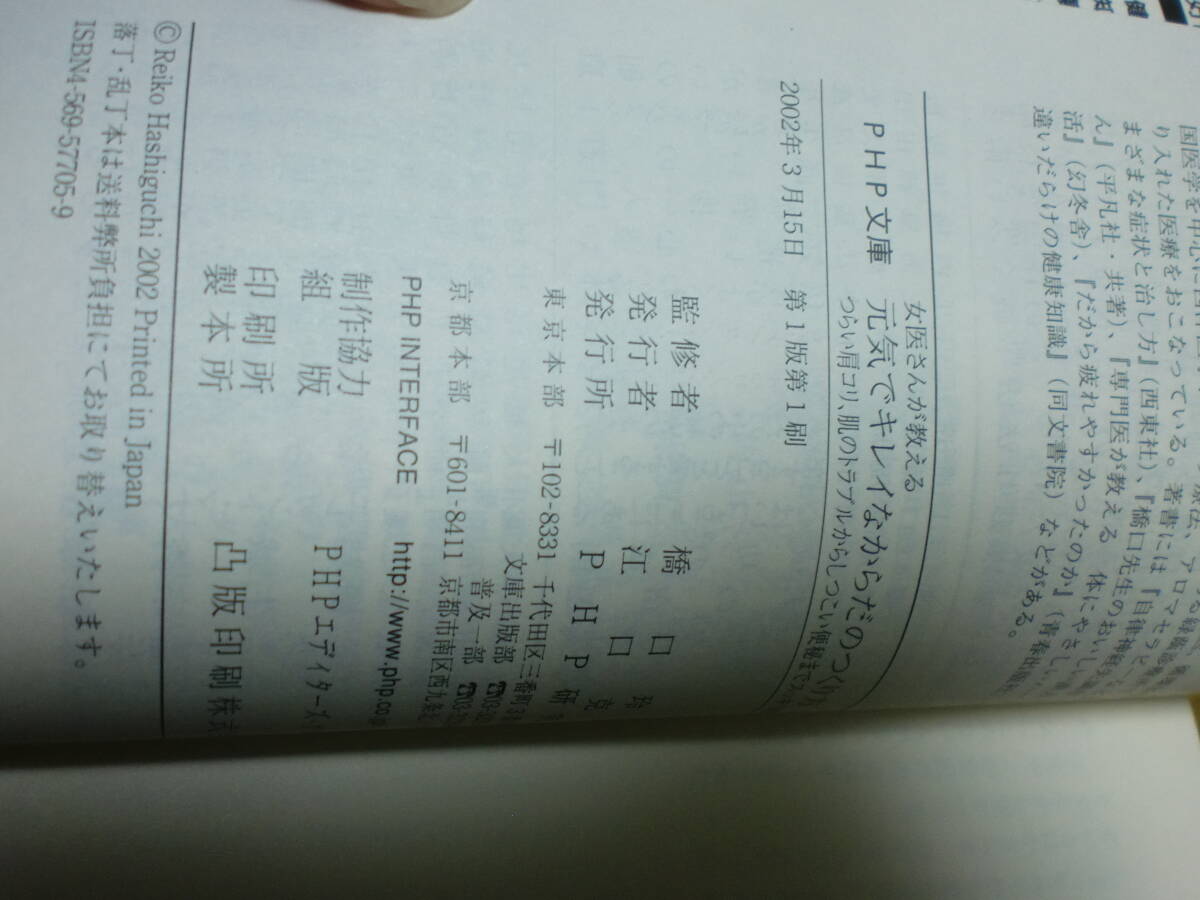 国医学を中心に
り入れた医療をおこなっている。著書には『自律神経
まざまな症状と治し方』(西東社)、『橋口先生のおいし
ん』(平凡社・共著)、『専門医が教える 体にやさし
活』(幻冬舎)、『だから疲れやすかったのか』(青春出版
違いだらけの健康知識』(同文書院)などがある。
女医さんが教える
PHP文庫 元気でキレイなからだのつくり
つらい肩コリ、肌のトラブルからしつこい便秘まで
2002年3月15日 第1版第1刷
監修者 橋口玲
発行者 江口克
発行所 PHP研
東京本部 〒102-8331 千代田区三番町
文庫出版部 ☎03-
普及一部 ☎03-
京都本部 〒601-8411 京都市南区西九条
PHP INTERFACE http://www.php.co
制作協力
組版 PHPエディターズ
印刷所
製本所 凸版印刷株式
© Reiko Hashiguchi 2002 Printed in Japan
落丁・乱丁本は送料弊所負担にてお取り替えいたします。
ISBN4-569-57705-9